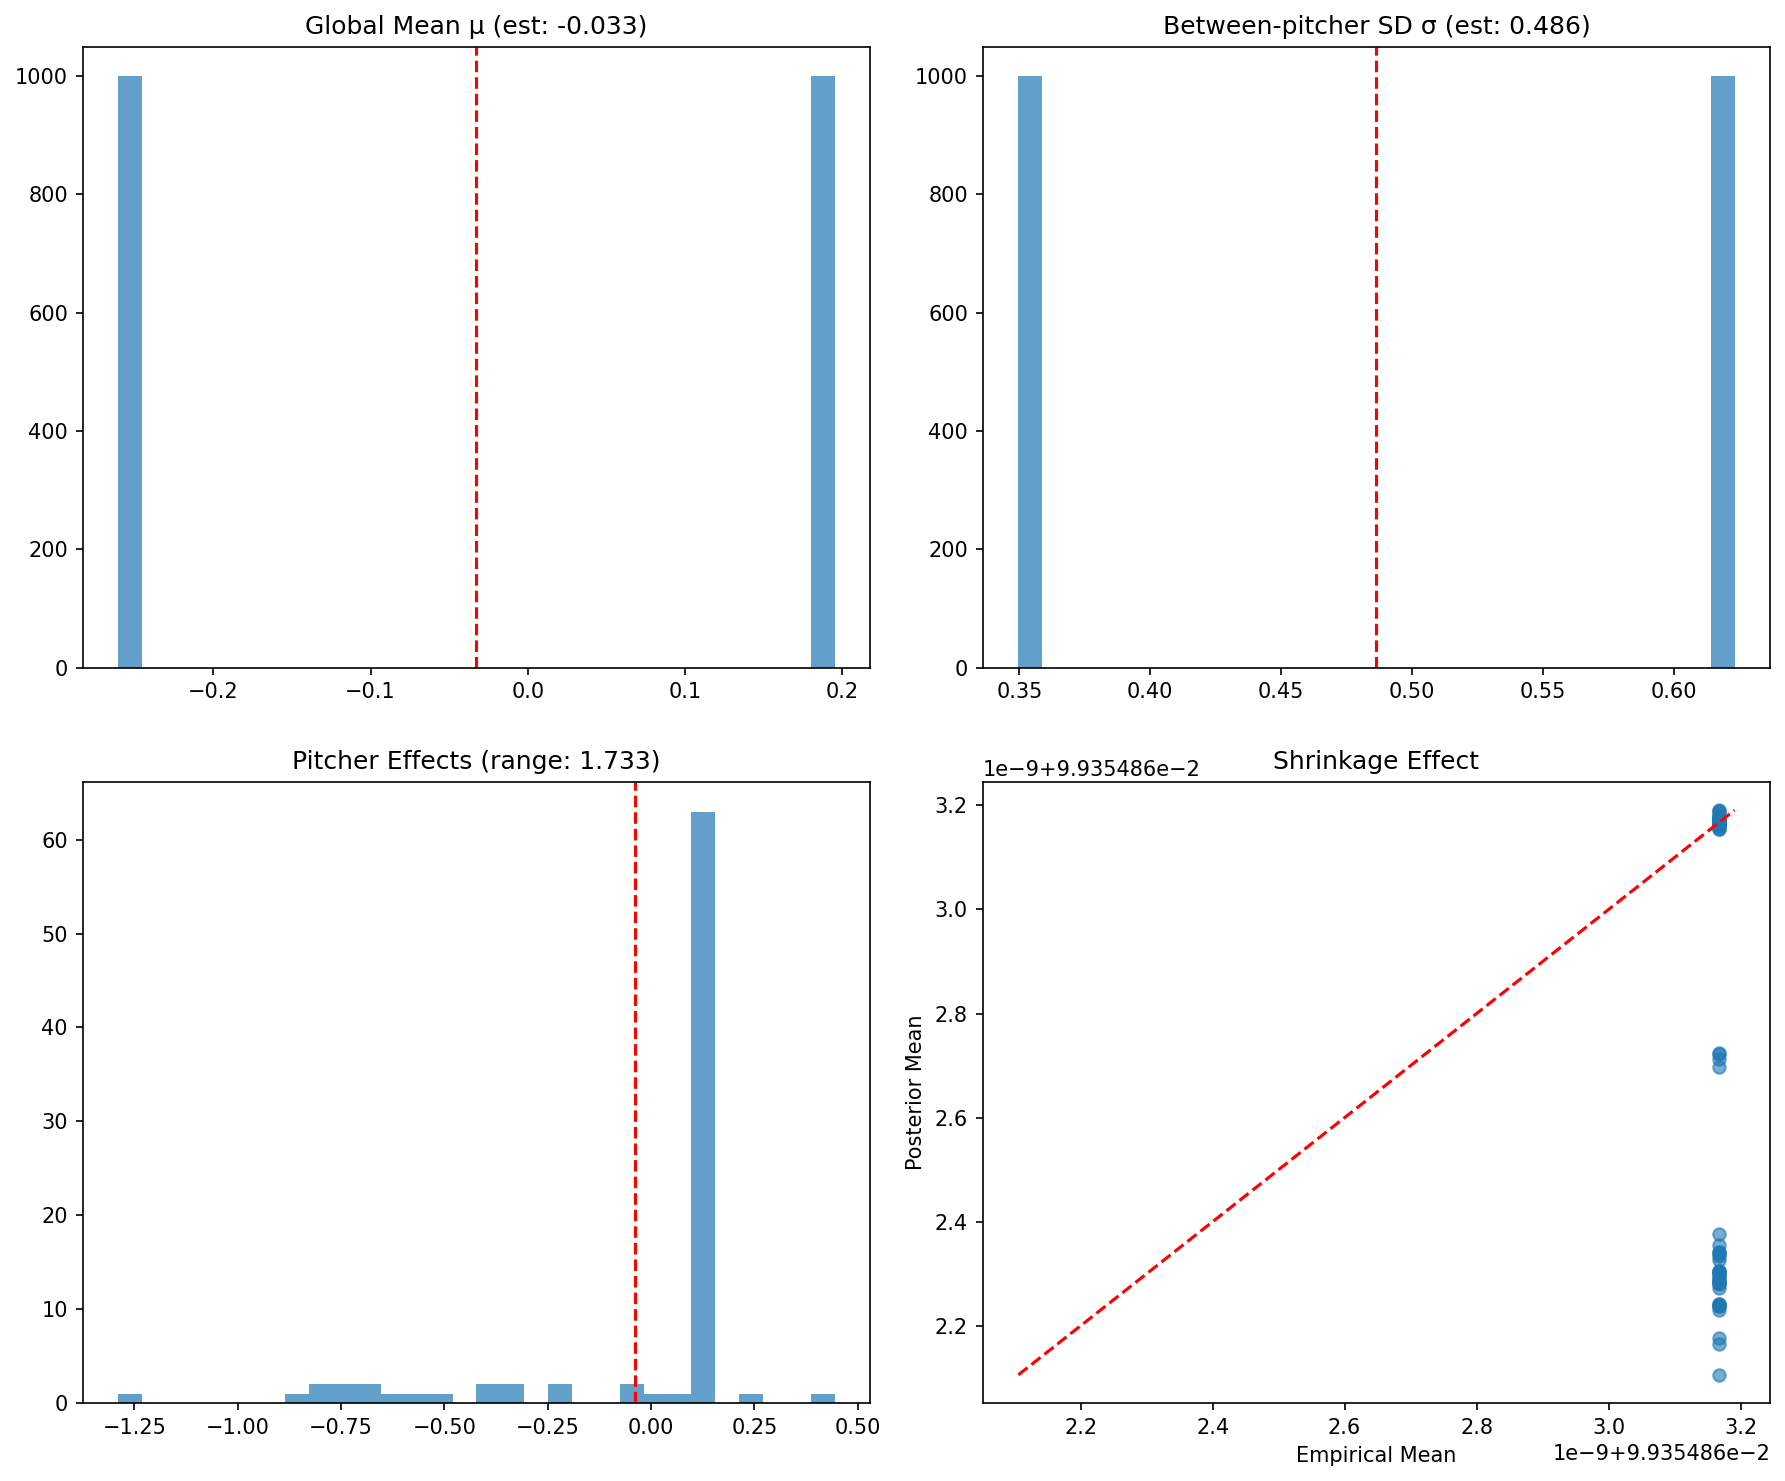 Global Mean μ (est: -0.033)
1000
800
600
400
200
0
−0.2 −0.1 0.0 0.1 0.2
Between-pitcher SD σ (est: 0.486)
1000
800
600
400
200
0
0.35 0.40 0.45 0.50 0.55 0.60
Pitcher Effects (range: 1.733)
60
50
40
30
20
10
0
−1.25 −1.00 −0.75 −0.50 −0.25 0.00 0.25 0.50
Shrinkage Effect
1e−9+9.935486e−2
3.2
3.0
2.8
2.6
2.4
2.2
Posterior Mean
2.2 2.4 2.6 2.8 3.0 3.2
Empirical Mean
1e−9+9.935486e−2